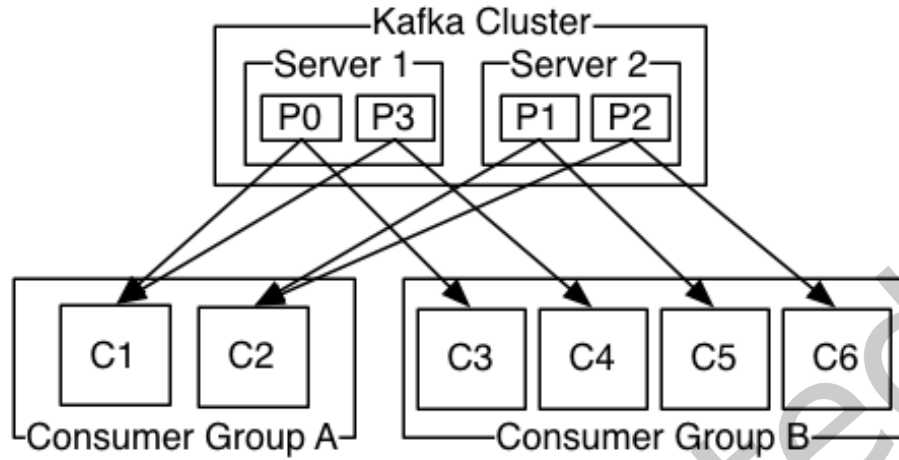 Kafka Cluster
Server 1 Server 2
P0 P3 P1 P2
C1 C2 C3 C4 C5 C6
Consumer Group A Consumer Group B